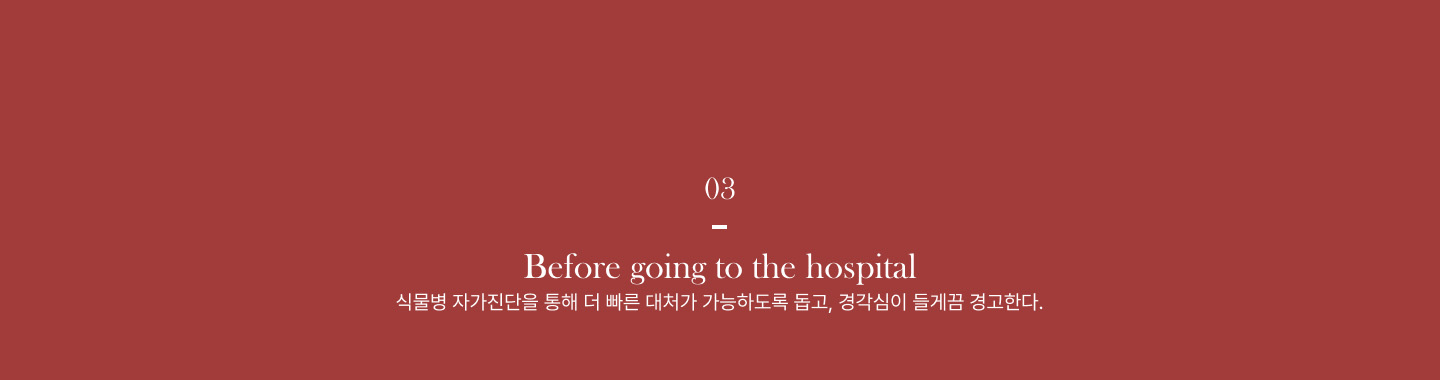 03
Before going to the hospital
식물병 자가진단을 통해 더 빠른 대처가 가능하도록 돕고, 경각심이 들게끔 경고한다.